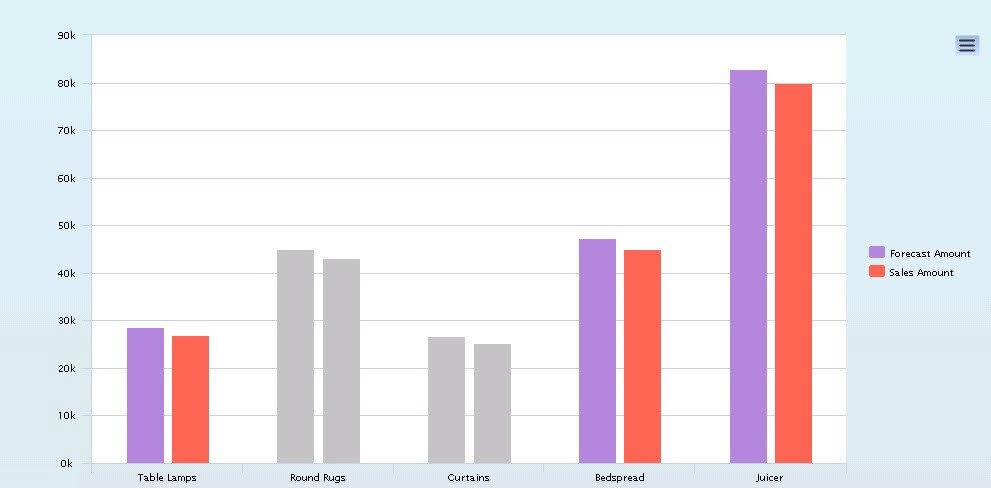 90k
80k
70k
60k
50k
40k
30k
20k
10k
0k
Table Lamps
Round Rugs
Curtains
Bedspread
Juicer
Forecast Amount
Sales Amount